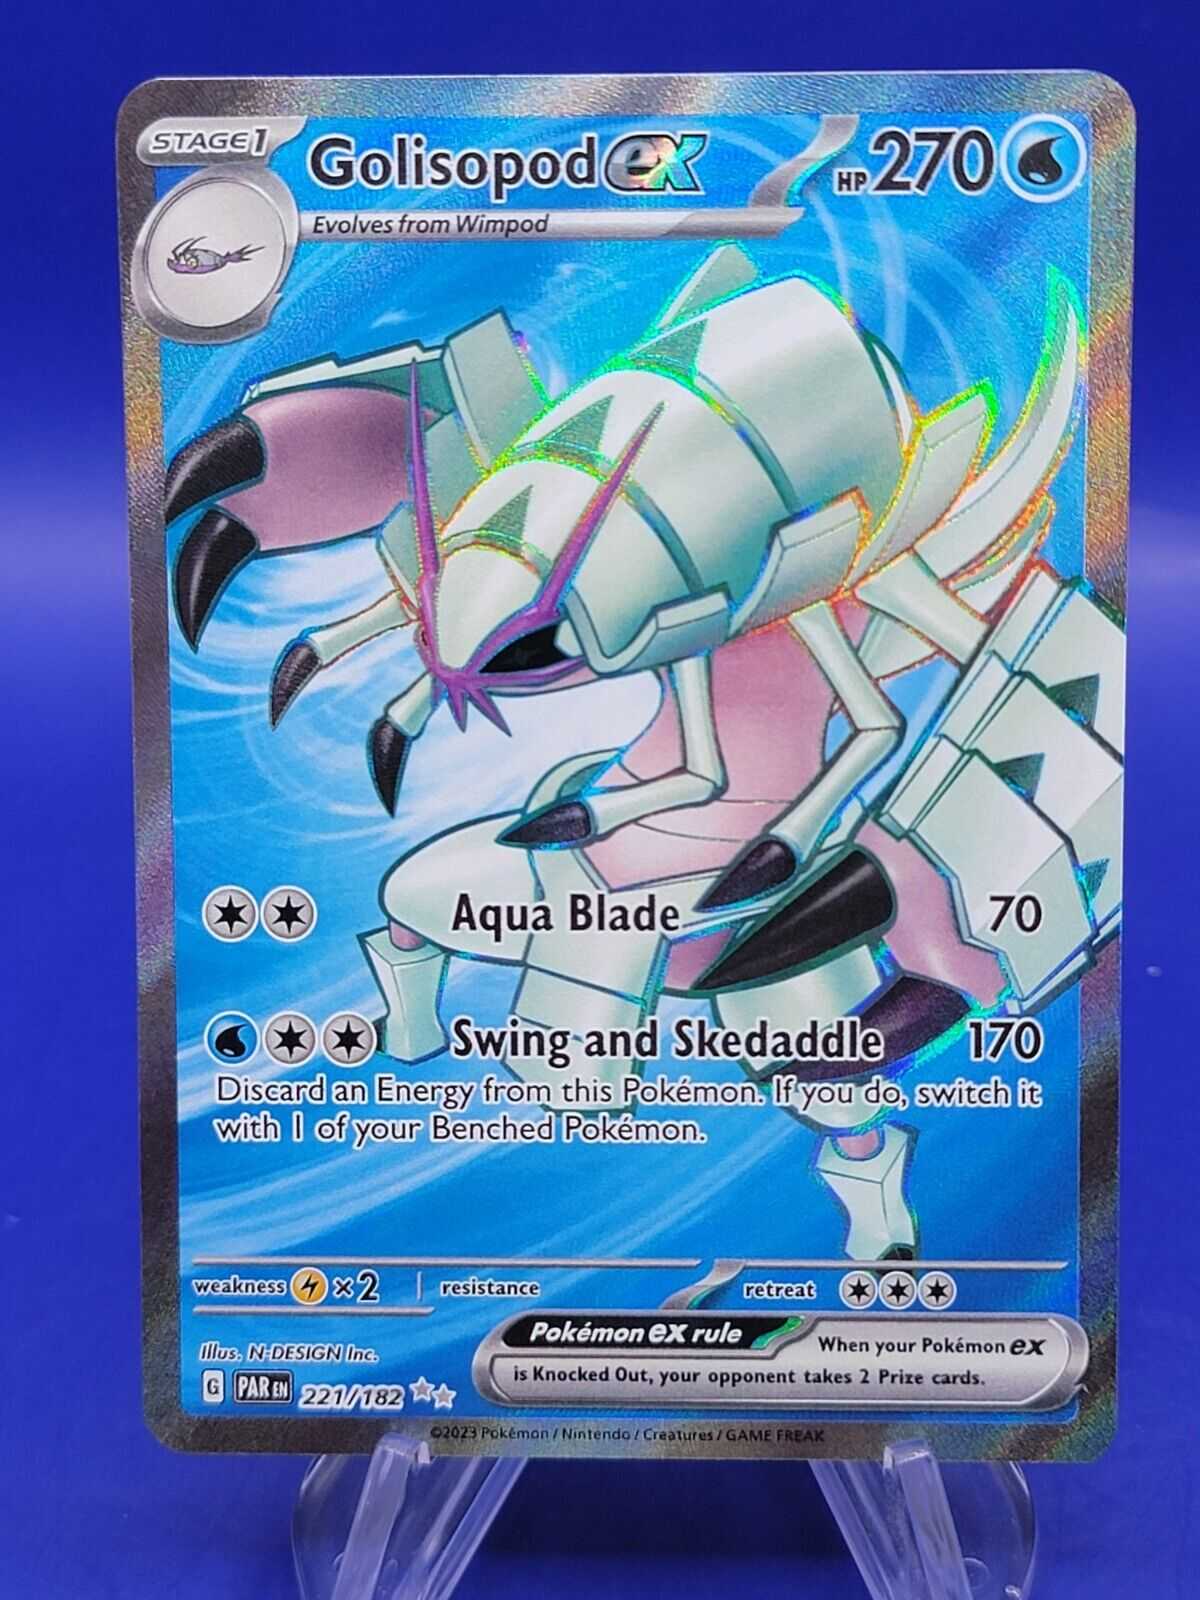 STAGE1
Golisopod ex
HP 270
Evolves from Wimpod
Aqua Blade 70
Swing and Skedaddle 170
Discard an Energy from this Pokémon. If you do, switch it
with 1 of your Benched Pokémon.
weakness ×2 resistance retreat
Illus. N-DESIGN Inc.
Pokémon ex rule
When your Pokémon ex
is Knocked Out, your opponent takes 2 Prize cards.
G PAR EN 221/182
©2023 Pokémon / Nintendo / Creatures / GAME FREAK